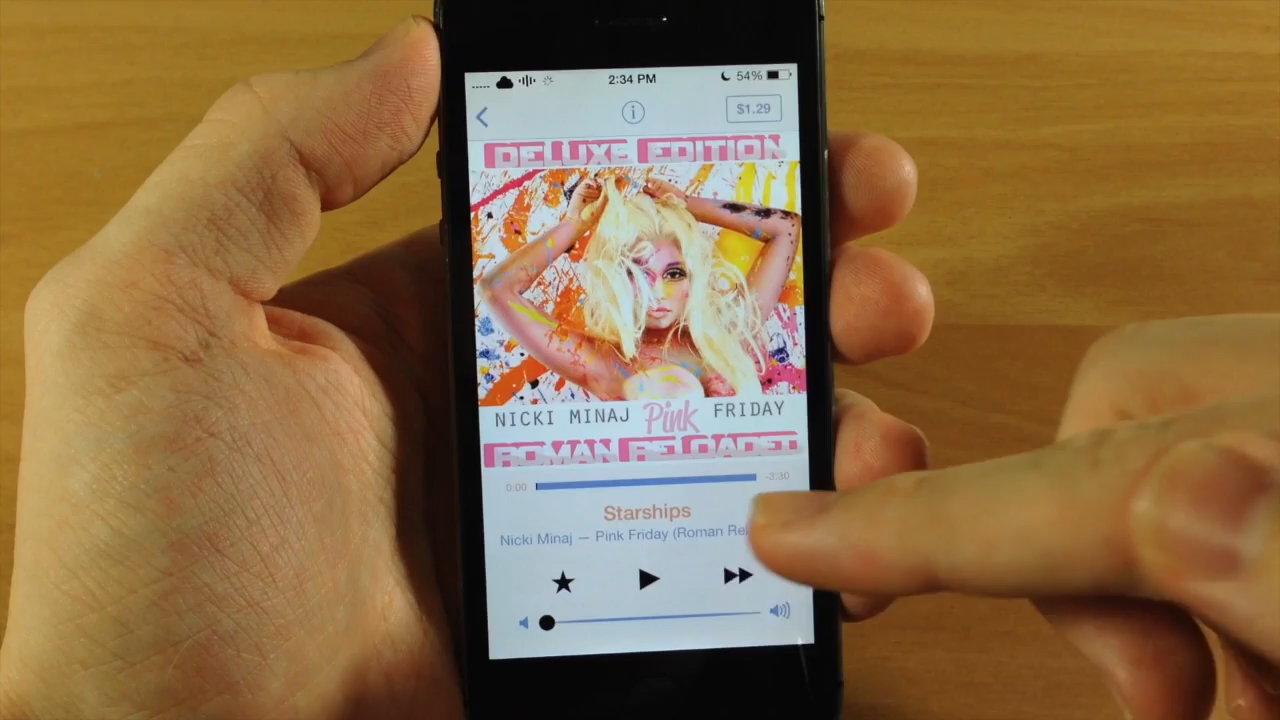 2:34 PM
54%
$1.29
DELUXE EDITION
NICKI MINAJ Pink FRIDAY
ROMAN RELOADED
0:00
-3:30
Starships
Nicki Minaj — Pink Friday (Roman